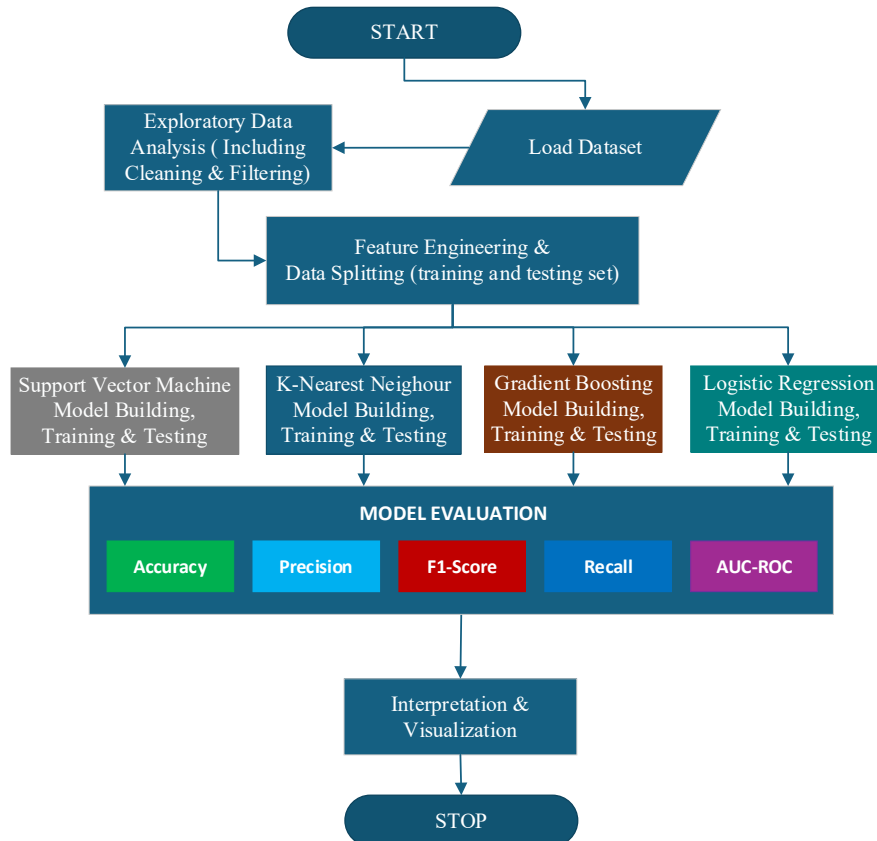 START
Load Dataset
Exploratory Data
Analysis ( Including
Cleaning & Filtering)
Feature Engineering &
Data Splitting (training and testing set)
Support Vector Machine
Model Building,
Training & Testing
K-Nearest Neighour
Model Building,
Training & Testing
Gradient Boosting
Model Building,
Training & Testing
Logistic Regression
Model Building,
Training & Testing
MODEL EVALUATION
Accuracy
Precision
F1-Score
Recall
AUC-ROC
Interpretation &
Visualization
STOP